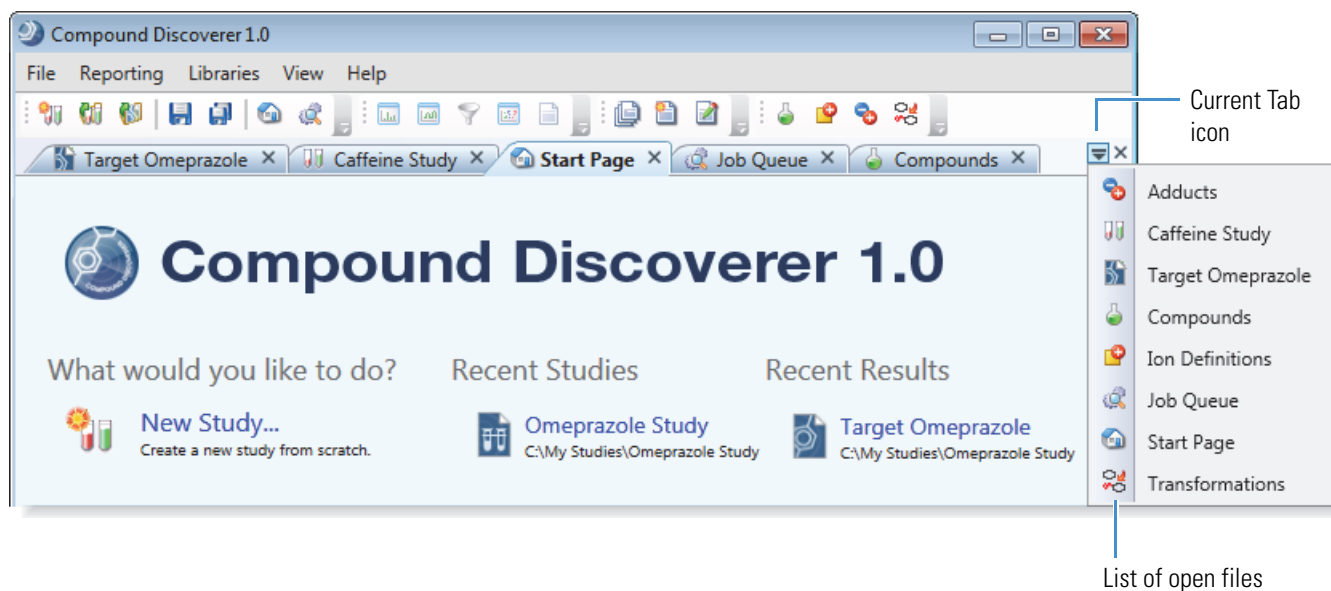 Compound Discoverer 1.0
File Reporting Libraries View Help
Current Tab
icon
Target Omeprazole
Caffeine Study
Start Page
Job Queue
Compounds
Adducts
Caffeine Study
Target Omeprazole
Compounds
Ion Definitions
Job Queue
Start Page
Transformations
Compound Discoverer 1.0
What would you like to do?
New Study...
Create a new study from scratch.
Recent Studies
Omeprazole Study
C:\My Studies\Omeprazole Study
Recent Results
Target Omeprazole
C:\My Studies\Omeprazole Study
List of open files